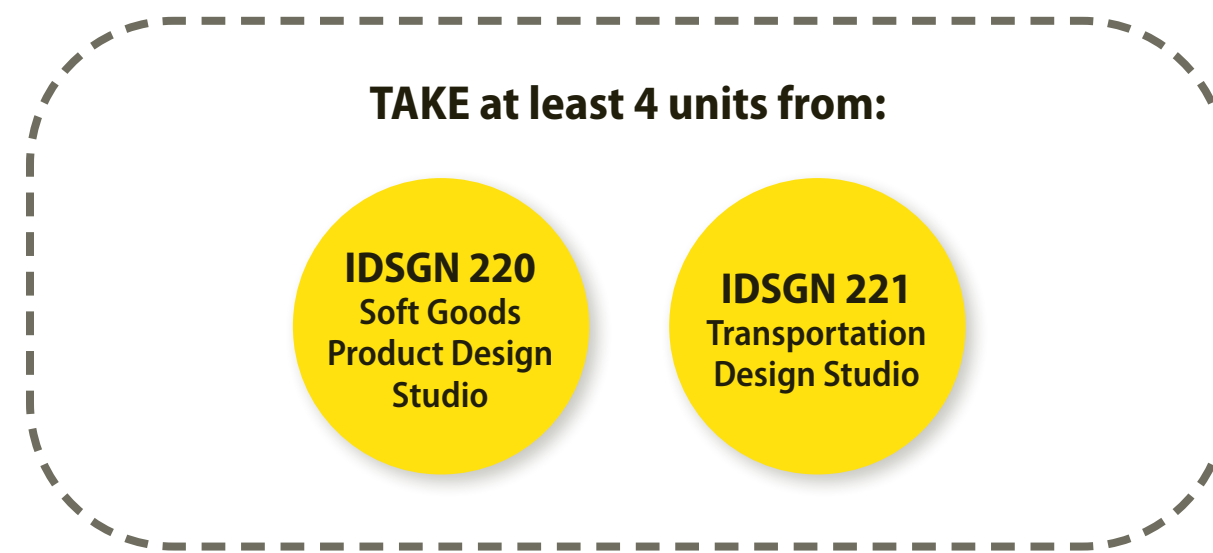 TAKE at least 4 units from:
IDSGN 220
Soft Goods
Product Design
Studio
IDSGN 221
Transportation
Design Studio